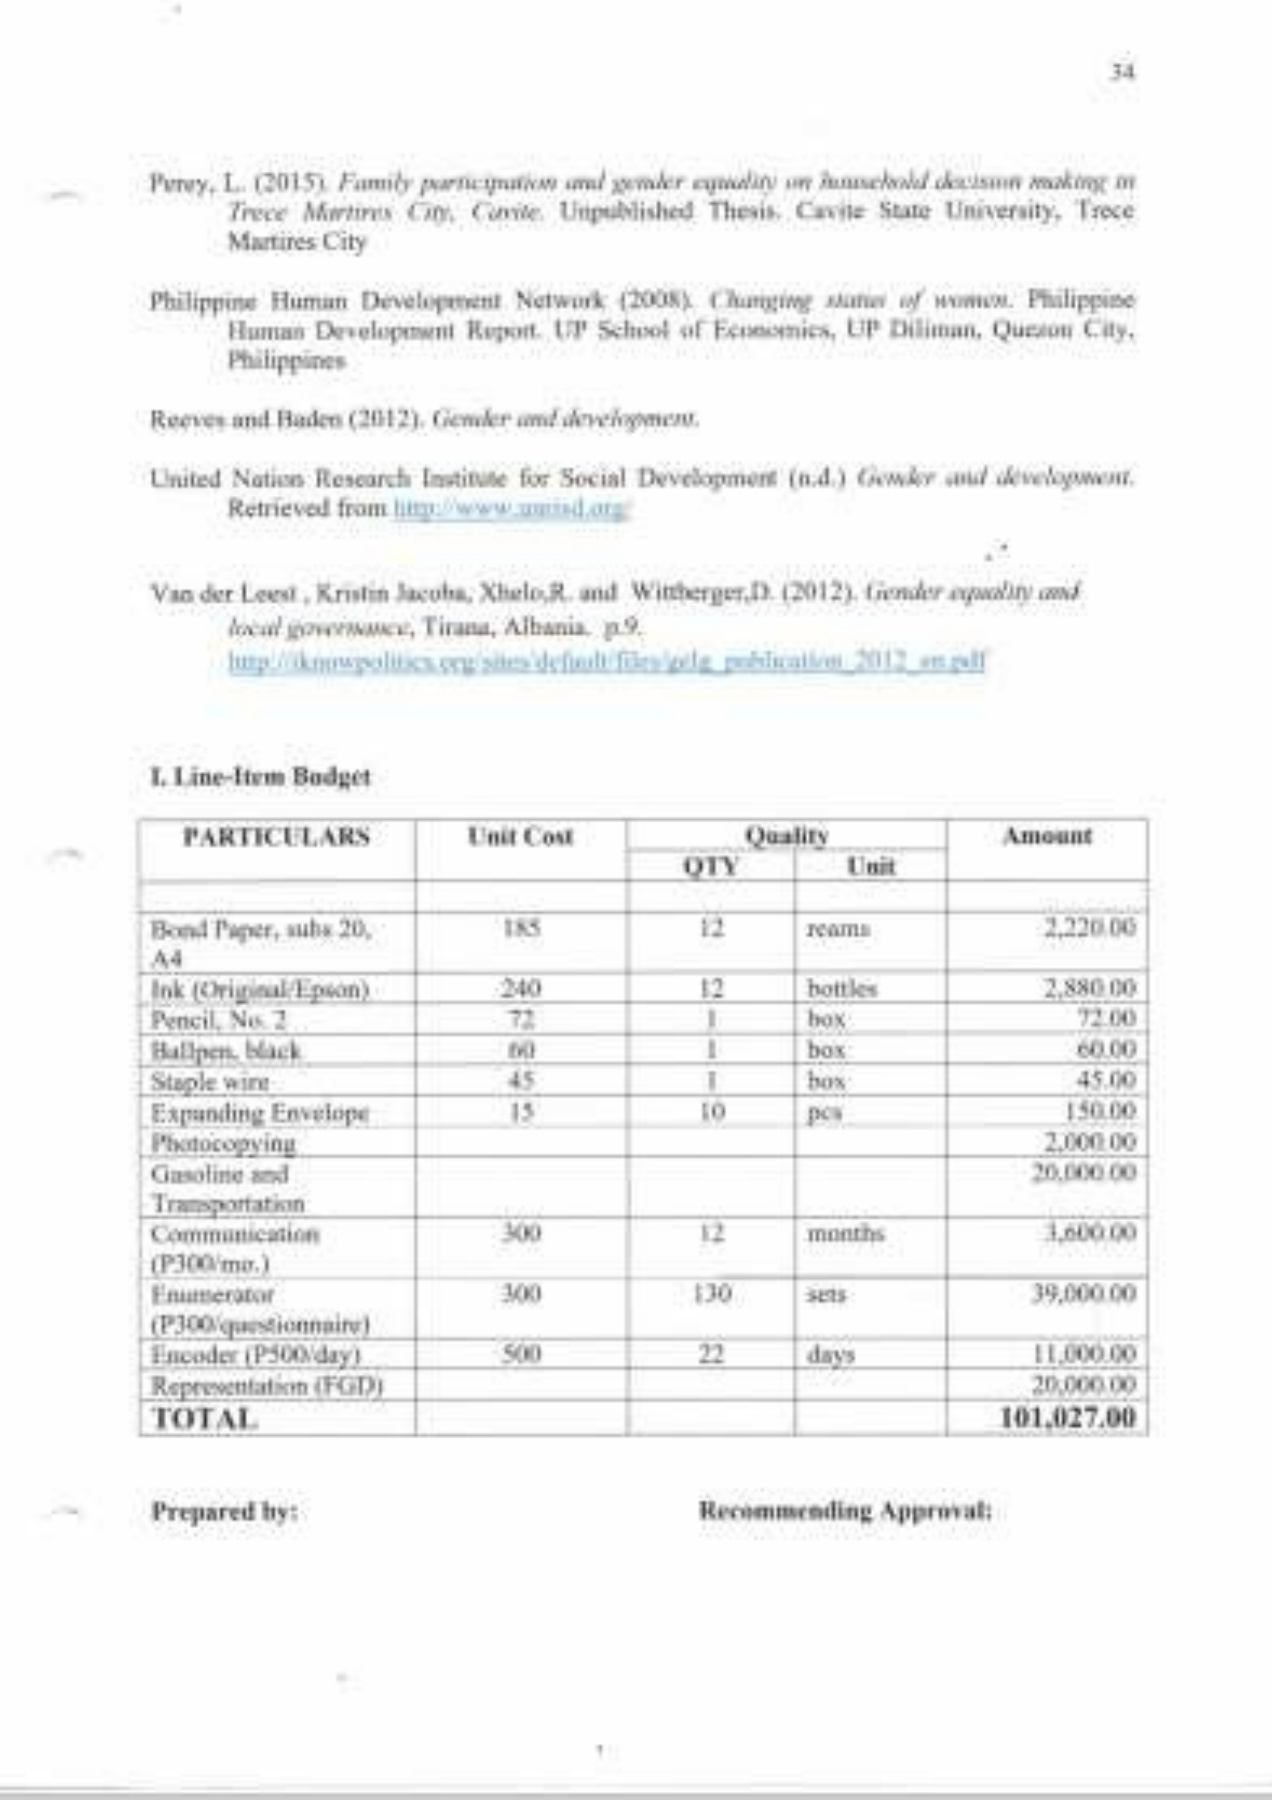 34
Perey, L. (2015). Family participation and gender equality on household decision making in
Trece Martires City, Cavite. Unpublished Thesis. Cavite State University, Trece
Martires City
Philippine Human Development Network (2008). Changing status of women. Philippine
Human Development Report. UP School of Economics, UP Diliman, Quezon City,
Philippines
Reeves and Baden (2012). Gender and development.
United Nation Research Institute for Social Development (n.d.) Gender and development.
Retrieved from http://www.unrisd.org/
Van der Leest , Kristin Jacoba, Xhelo,R. and Wittberger,D. (2012). Gender equality and
local governance, Tirana, Albania. p.9.
http://iknowpolitics.org/sites/default/files/gelg_publication_2012_en.pdf
I. Line-Item Budget
PARTICULARS Unit Cost Quality Amount
QTY Unit
Bond Paper, subs 20, 185 12 reams 2,220.00
A4
Ink (Original/Epson) 240 12 bottles 2,880.00
Pencil, No. 2 72 1 box 72.00
Ballpen, black 60 1 box 60.00
Staple wire 45 1 box 45.00
Expanding Envelope 15 10 pcs 150.00
Photocopying 2,000.00
Gasoline and 20,000.00
Transportation
Communication 300 12 months 3,600.00
(P300/mo.)
Enumerator 300 130 sets 39,000.00
(P300/questionnaire)
Encoder (P500/day) 500 22 days 11,000.00
Representation (FGD) 20,000.00
TOTAL 101,027.00
Prepared by: Recommending Approval: